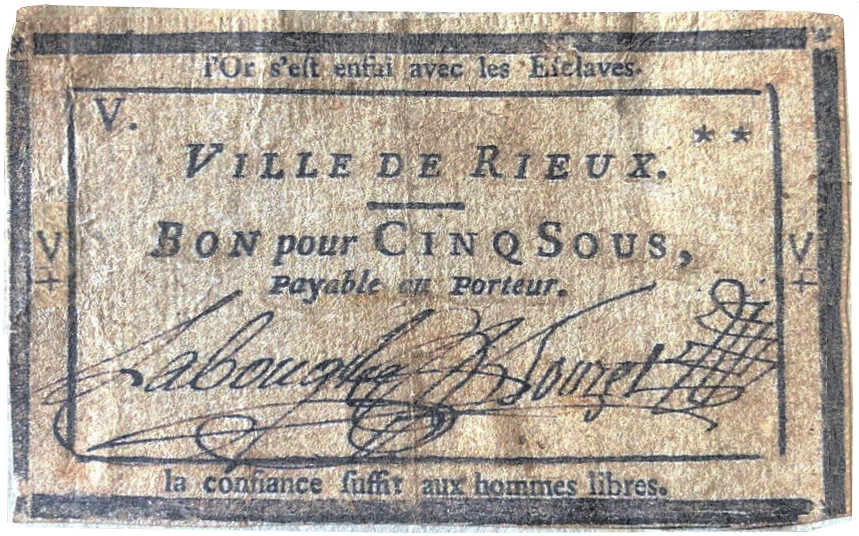 l'Or s'eſt enfui avec les Eſclaves.
V.
* *
VILLE DE RIEUX.
BON pour CINQ SOUS,
Payable au Porteur.
V
+
V
+
Touzet
la confiance ſuffit aux hommes libres.